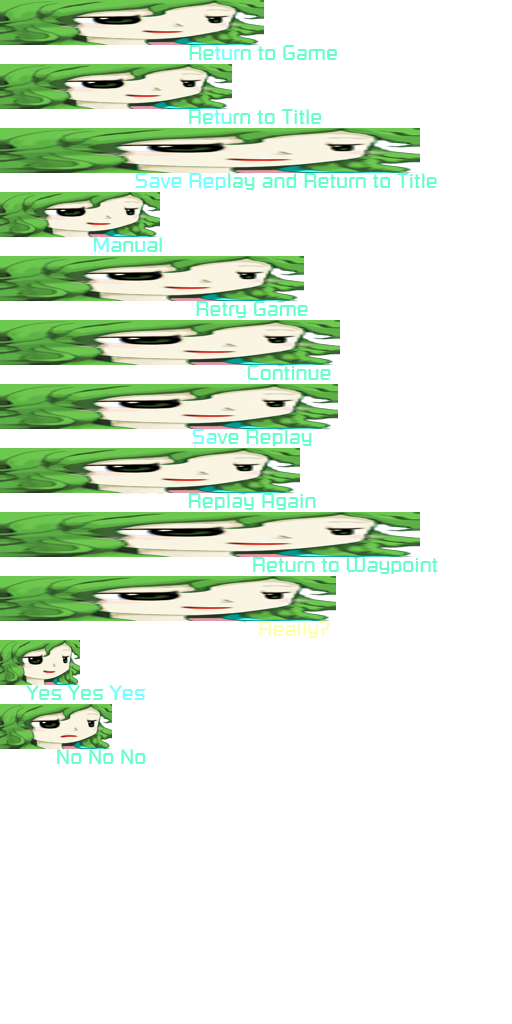 Return to Game
Return to Title
Save Replay and Return to Title
Manual
Retry Game
Continue
Save Replay
Replay Again
Return to Waypoint
Really?
Yes Yes Yes
No No No